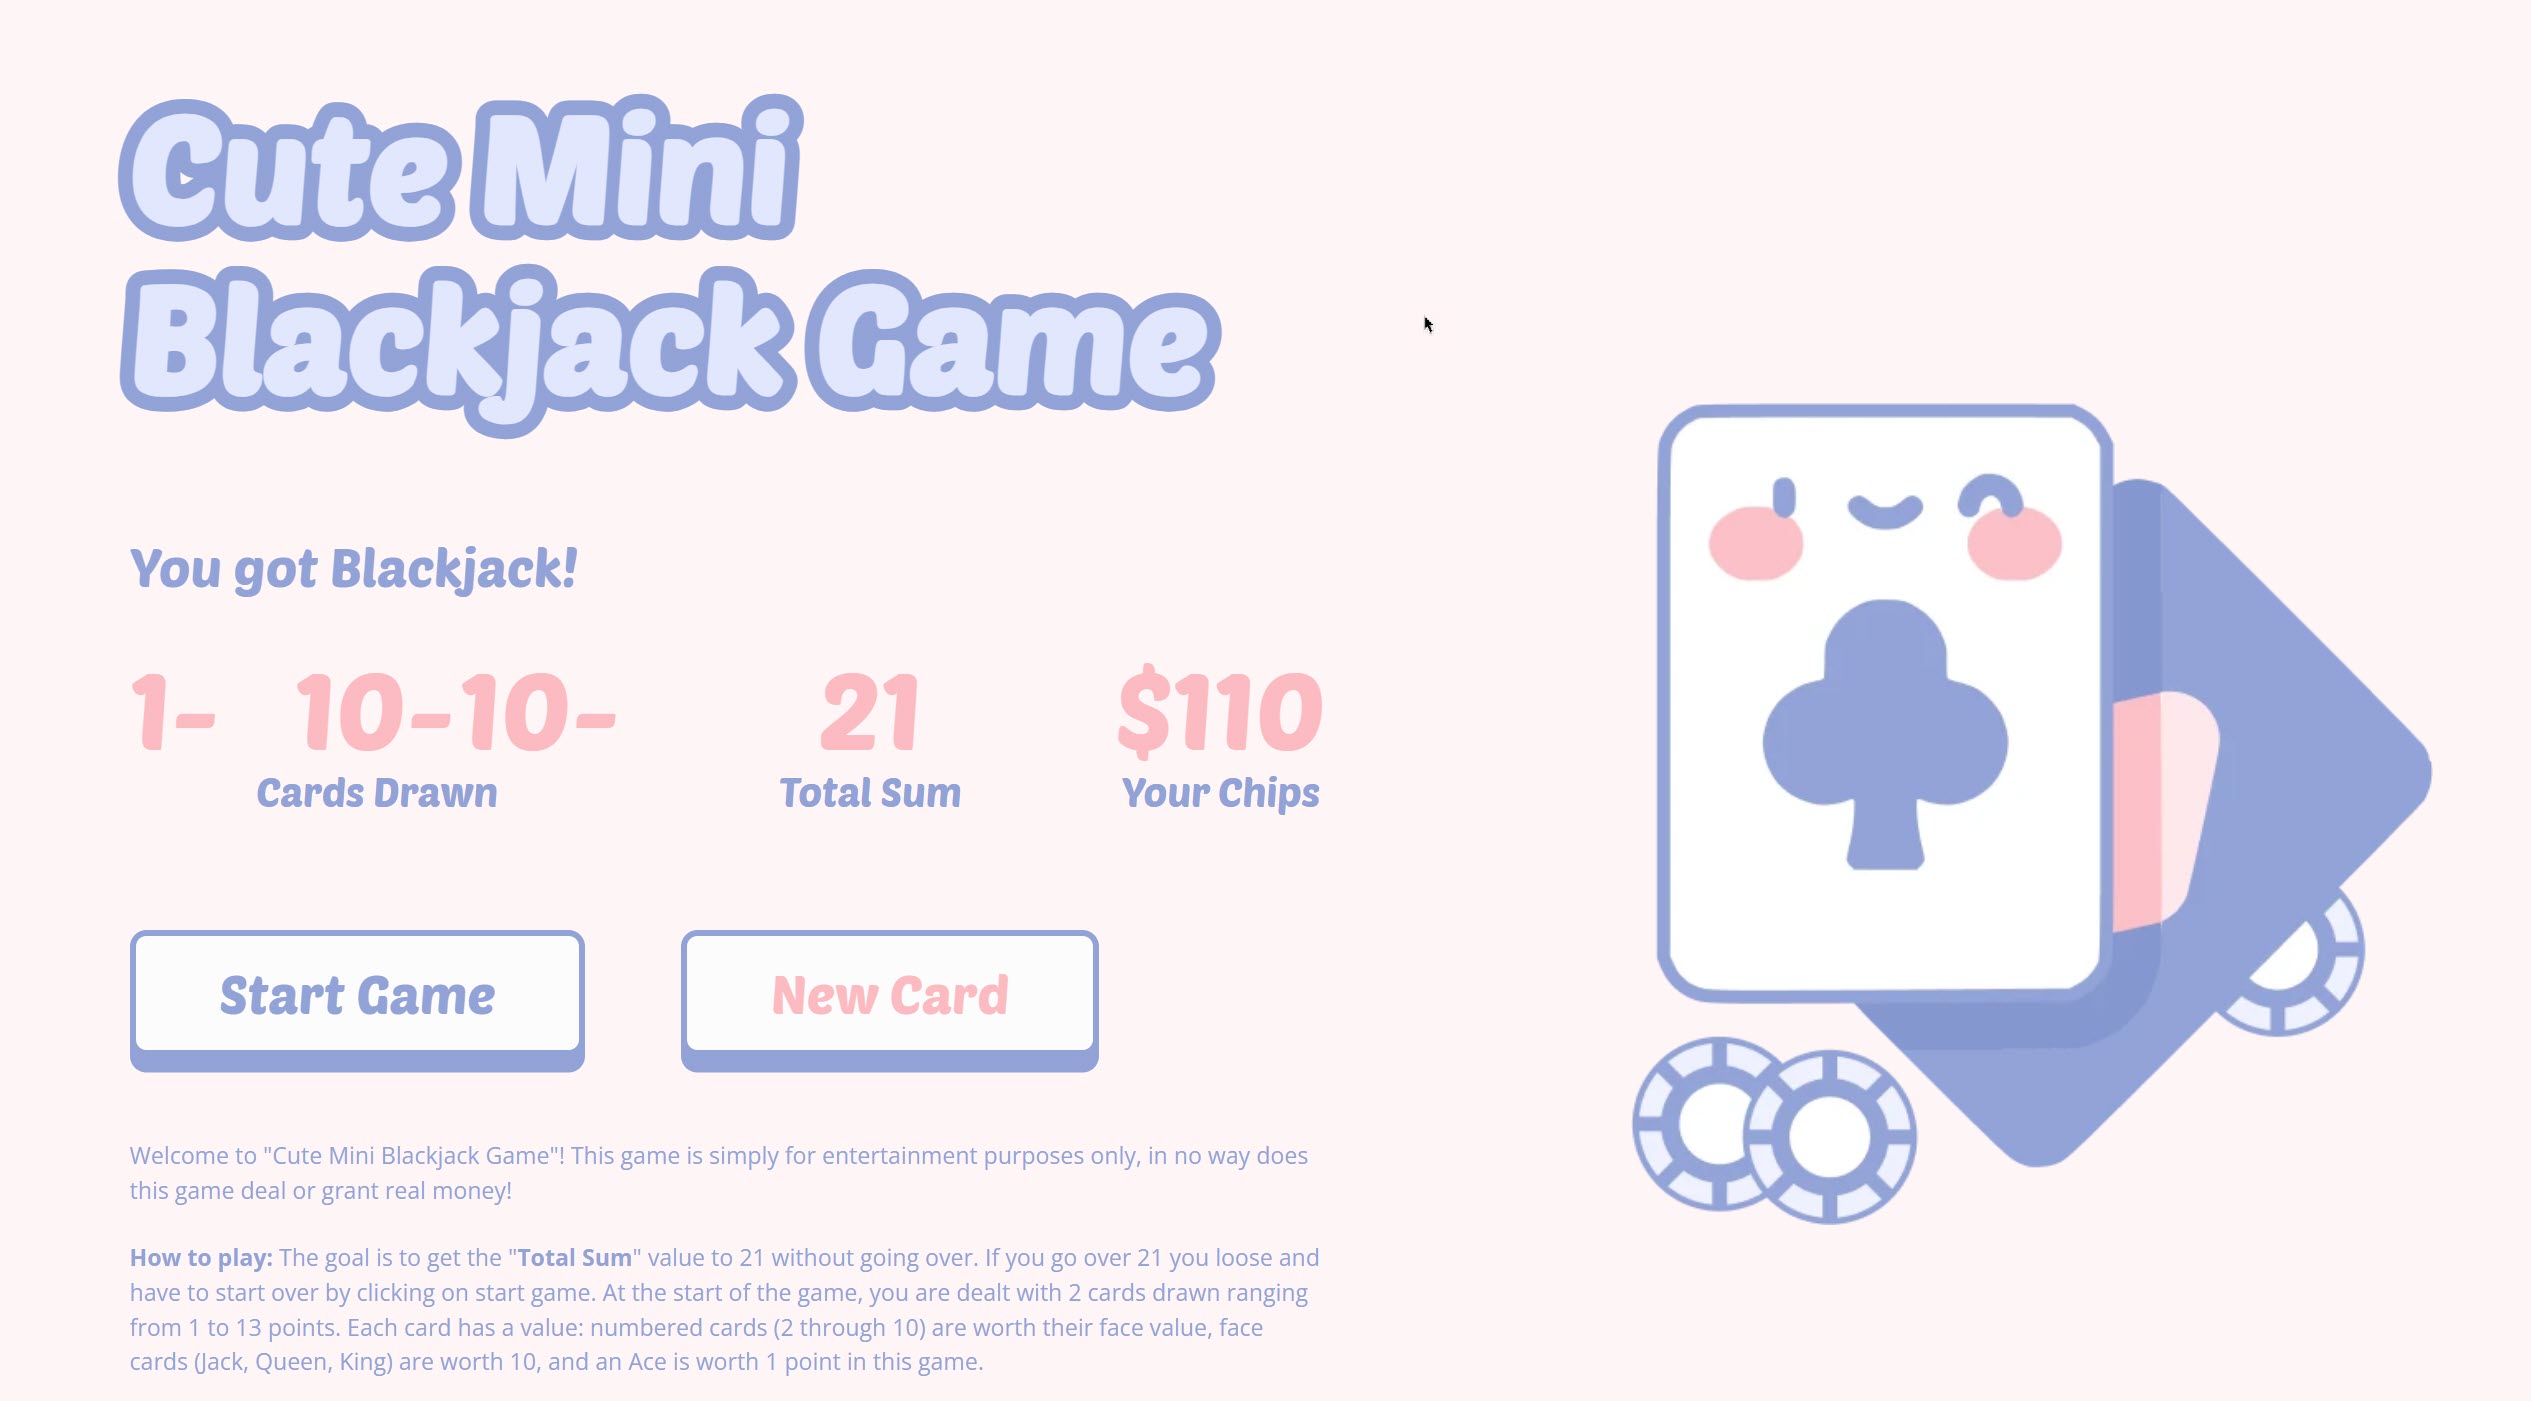 Cute Mini
Blackjack Game
You got Blackjack!
1- 10-10-
Cards Drawn
21
Total Sum
$110
Your Chips
Start Game
New Card
Welcome to "Cute Mini Blackjack Game"! This game is simply for entertainment purposes only, in no way does
this game deal or grant real money!
How to play: The goal is to get the "Total Sum" value to 21 without going over. If you go over 21 you loose and
have to start over by clicking on start game. At the start of the game, you are dealt with 2 cards drawn ranging
from 1 to 13 points. Each card has a value: numbered cards (2 through 10) are worth their face value, face
cards (Jack, Queen, King) are worth 10, and an Ace is worth 1 point in this game.